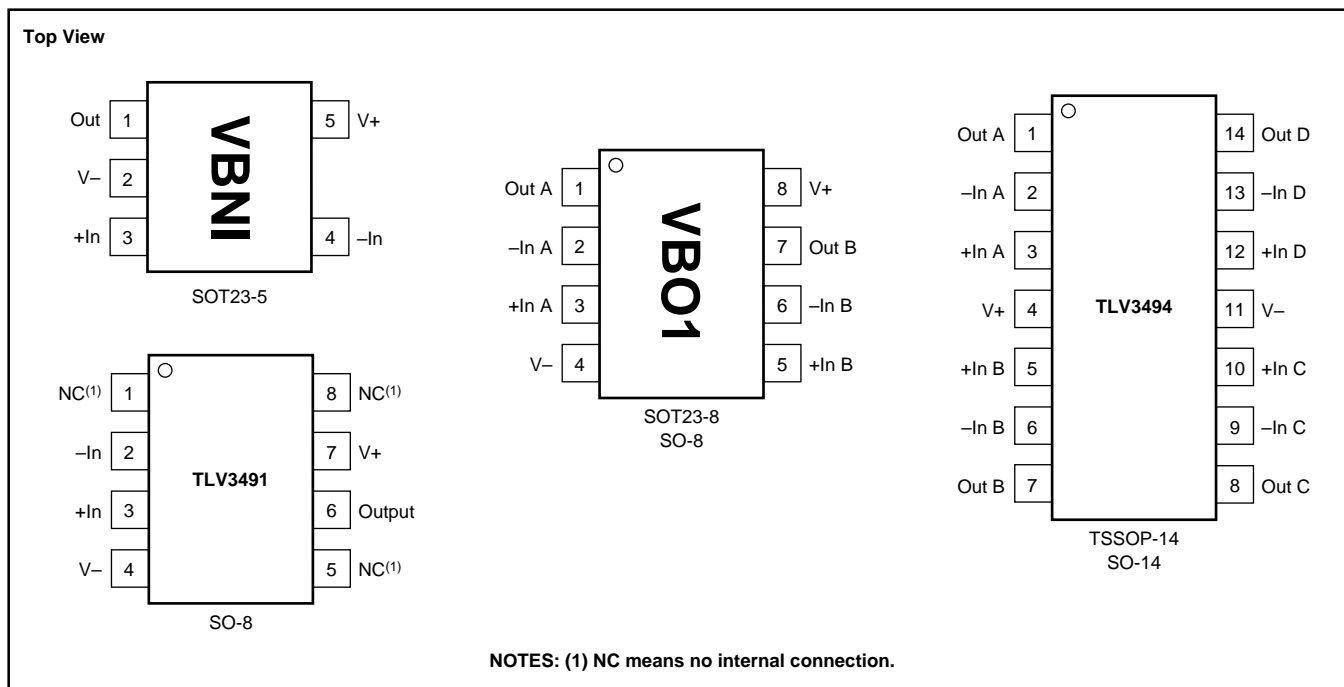 Top View
Out 1
V– 2
+In 3
5 V+
4 –In
VBNI
SOT23-5
NC(1) 1
–In 2
+In 3
V– 4
8 NC(1)
7 V+
6 Output
5 NC(1)
TLV3491
SO-8
Out A 1
–In A 2
+In A 3
V– 4
8 V+
7 Out B
6 –In B
5 +In B
VBO1
SOT23-8
SO-8
Out A 1
–In A 2
+In A 3
V+ 4
+In B 5
–In B 6
Out B 7
14 Out D
13 –In D
12 +In D
11 V–
10 +In C
9 –In C
8 Out C
TLV3494
TSSOP-14
SO-14
NOTES: (1) NC means no internal connection.